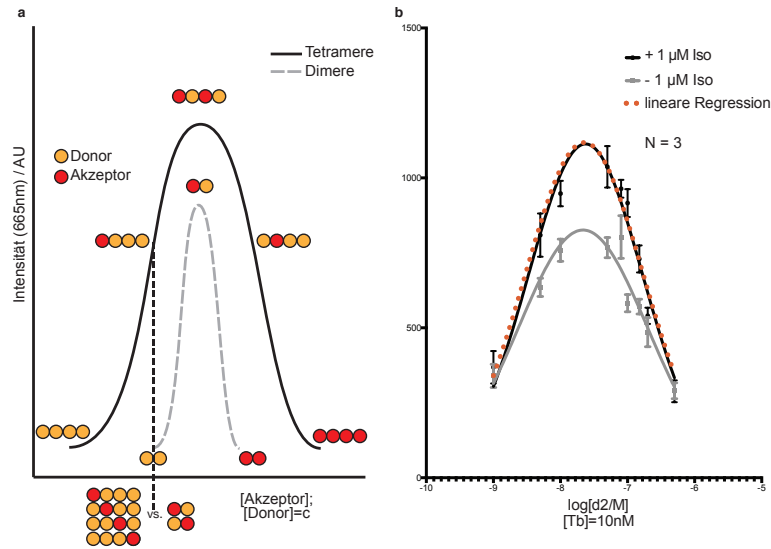 a
Tetramere
Dimere
Intensität (665nm) / AU
Donor
Akzeptor
vs.
[Akzeptor];
[Donor]=c
b
1500
1000
500
0
+ 1 µM Iso
- 1 µM Iso
lineare Regression
N = 3
-10
-9
-8
-7
-6
-5
log[d2/M]
[Tb]=10nM